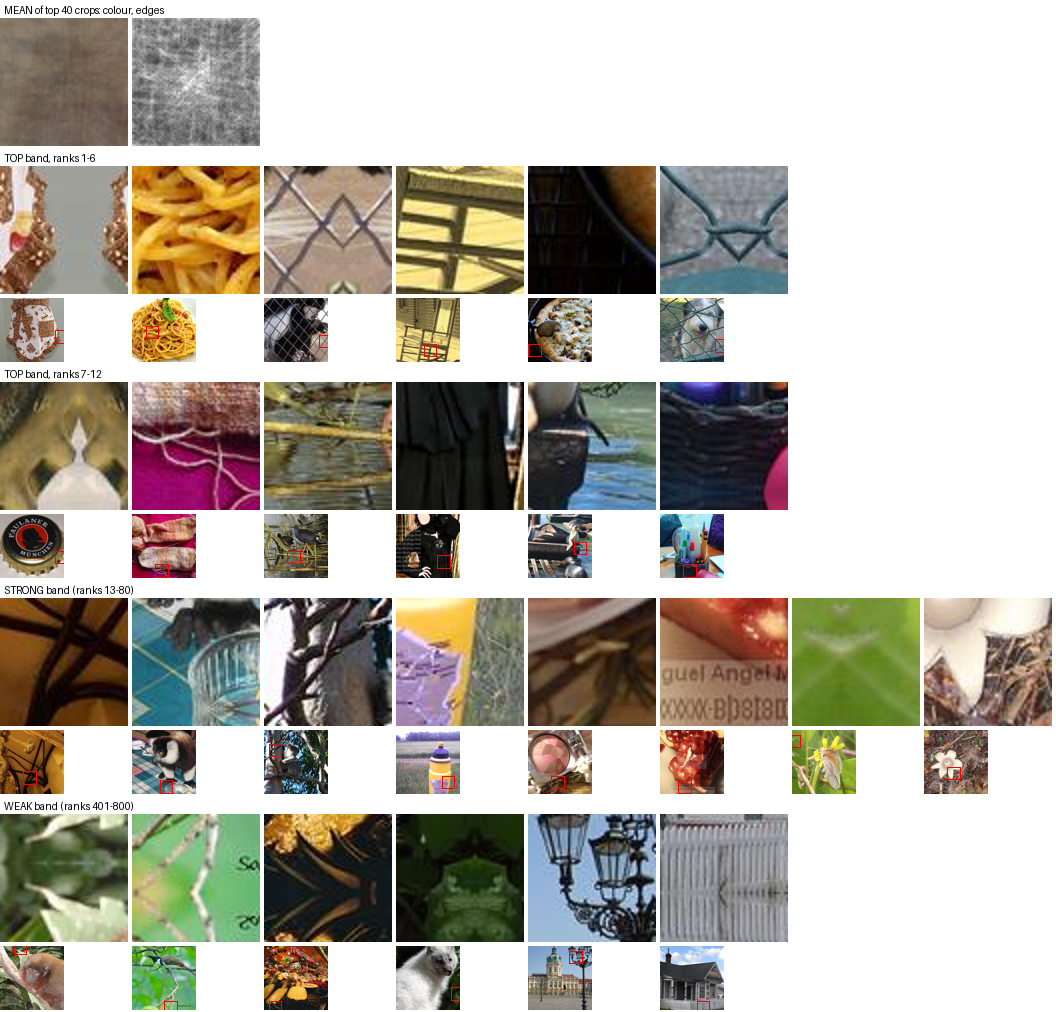 MEAN of top 40 crops: colour, edges
TOP band, ranks 1-6
TOP band, ranks 7-12
PAULANER
MÜNCHEN
STRONG band (ranks 13-80)
guel Angel M
WEAK band (ranks 401-800)